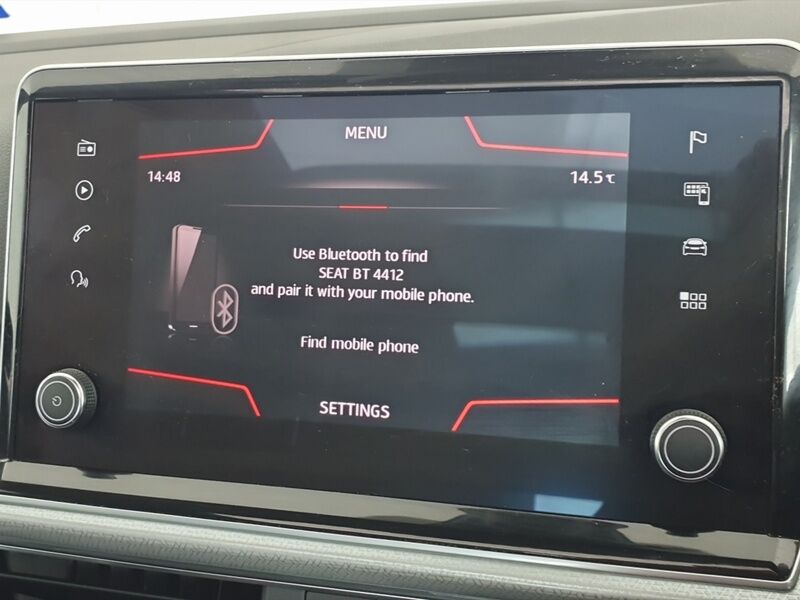 MENU
14:48
14.5℃
Use Bluetooth to find
SEAT BT 4412
and pair it with your mobile phone.
Find mobile phone
SETTINGS